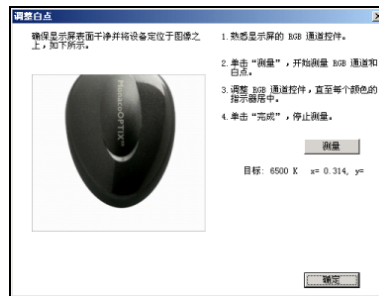 调整白点
确保显示屏表面干净并将设备定位于图像之
上，如下所示。
MonacoOPTIX™
1. 熟悉显示屏的 RGB 通道控件。
2. 单击“测量”，开始测量 RGB 通道和
白点。
3. 调整 RGB 通道控件，直至每个颜色的
指示器居中。
4. 单击“完成”，停止测量。
测量
目标: 6500 K x= 0.314, y=
确定